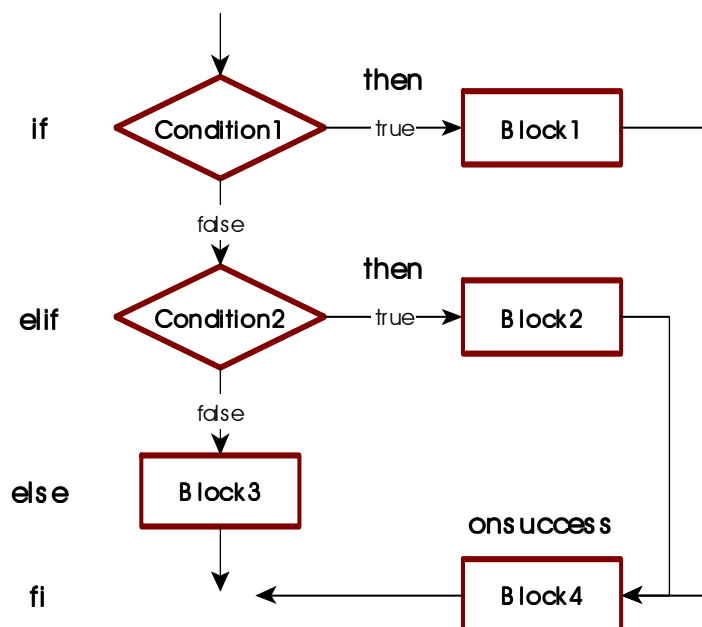 then
if
Condition1
true
Block1
false
then
elif
Condition2
true
Block2
false
else
Block3
onsuccess
fi
Block4